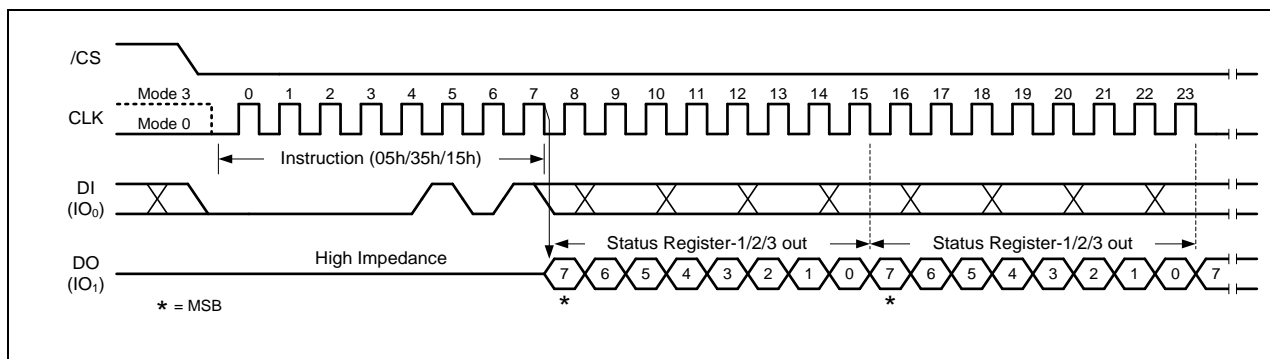 /CS
Mode 3
0 1 2 3 4 5 6 7 8 9 10 11 12 13 14 15 16 17 18 19 20 21 22 23
CLK
Mode 0
Instruction (05h/35h/15h)
DI
(IO₀)
Status Register-1/2/3 out Status Register-1/2/3 out
High Impedance
DO
(IO₁)
7 6 5 4 3 2 1 0 7 6 5 4 3 2 1 0 7
* *
* = MSB